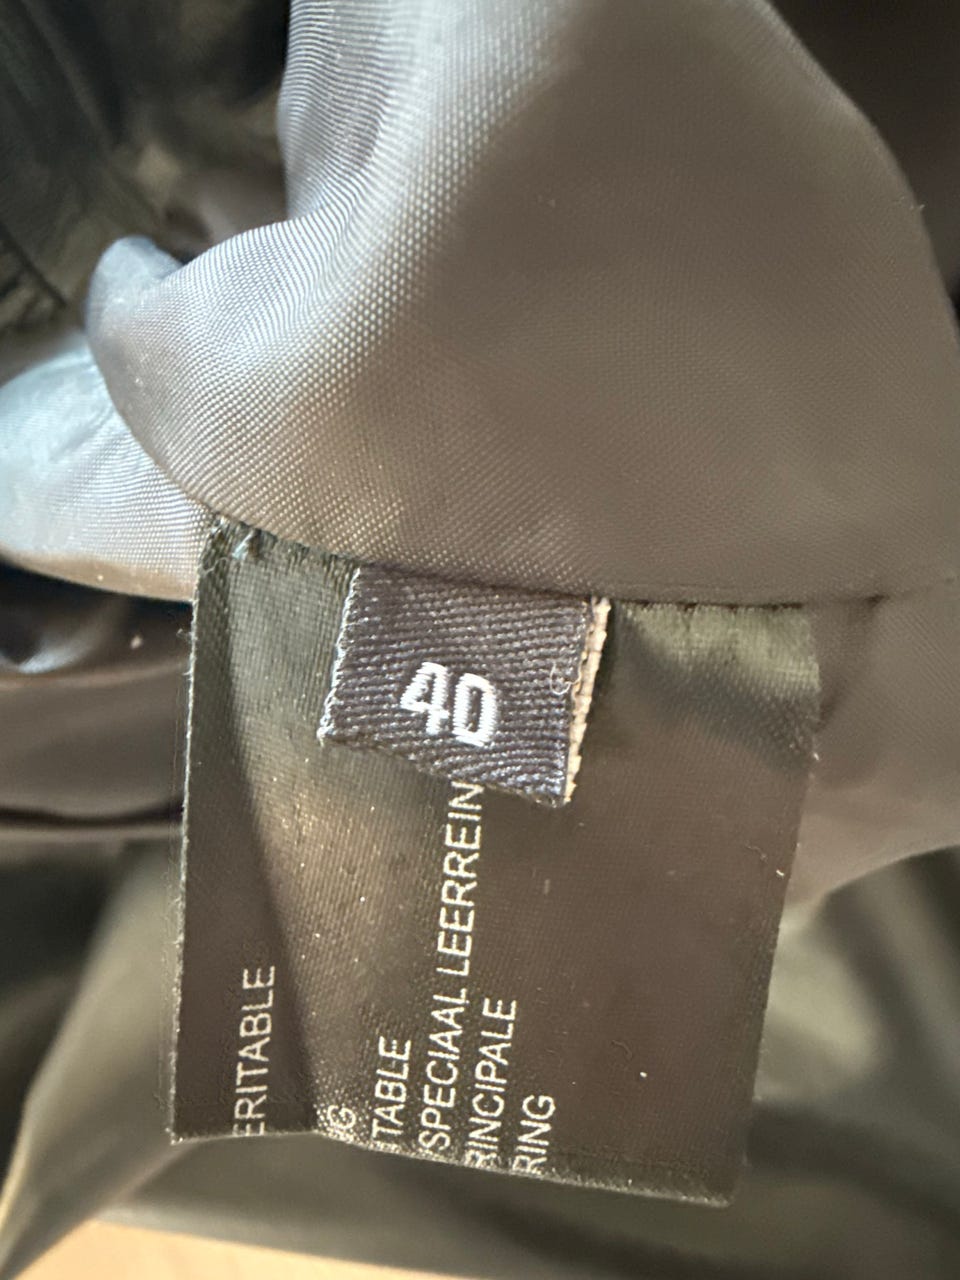 40
ERITABLE
G
TABLE
SPECIAAL LEERREIN
RINCIPALE
RING